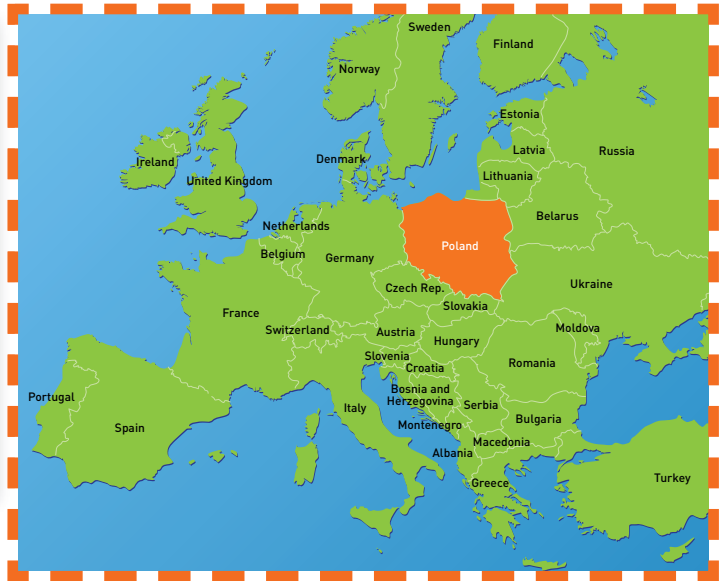 Sweden
Finland
Norway
Estonia
Latvia
Russia
Denmark
Ireland
Lithuania
United Kingdom
Belarus
Netherlands
Poland
Belgium
Germany
Ukraine
Czech Rep.
Slovakia
France
Moldova
Switzerland
Austria
Hungary
Slovenia
Romania
Croatia
Bosnia and
Herzegovina
Portugal
Serbia
Italy
Bulgaria
Montenegro
Spain
Macedonia
Albania
Turkey
Greece